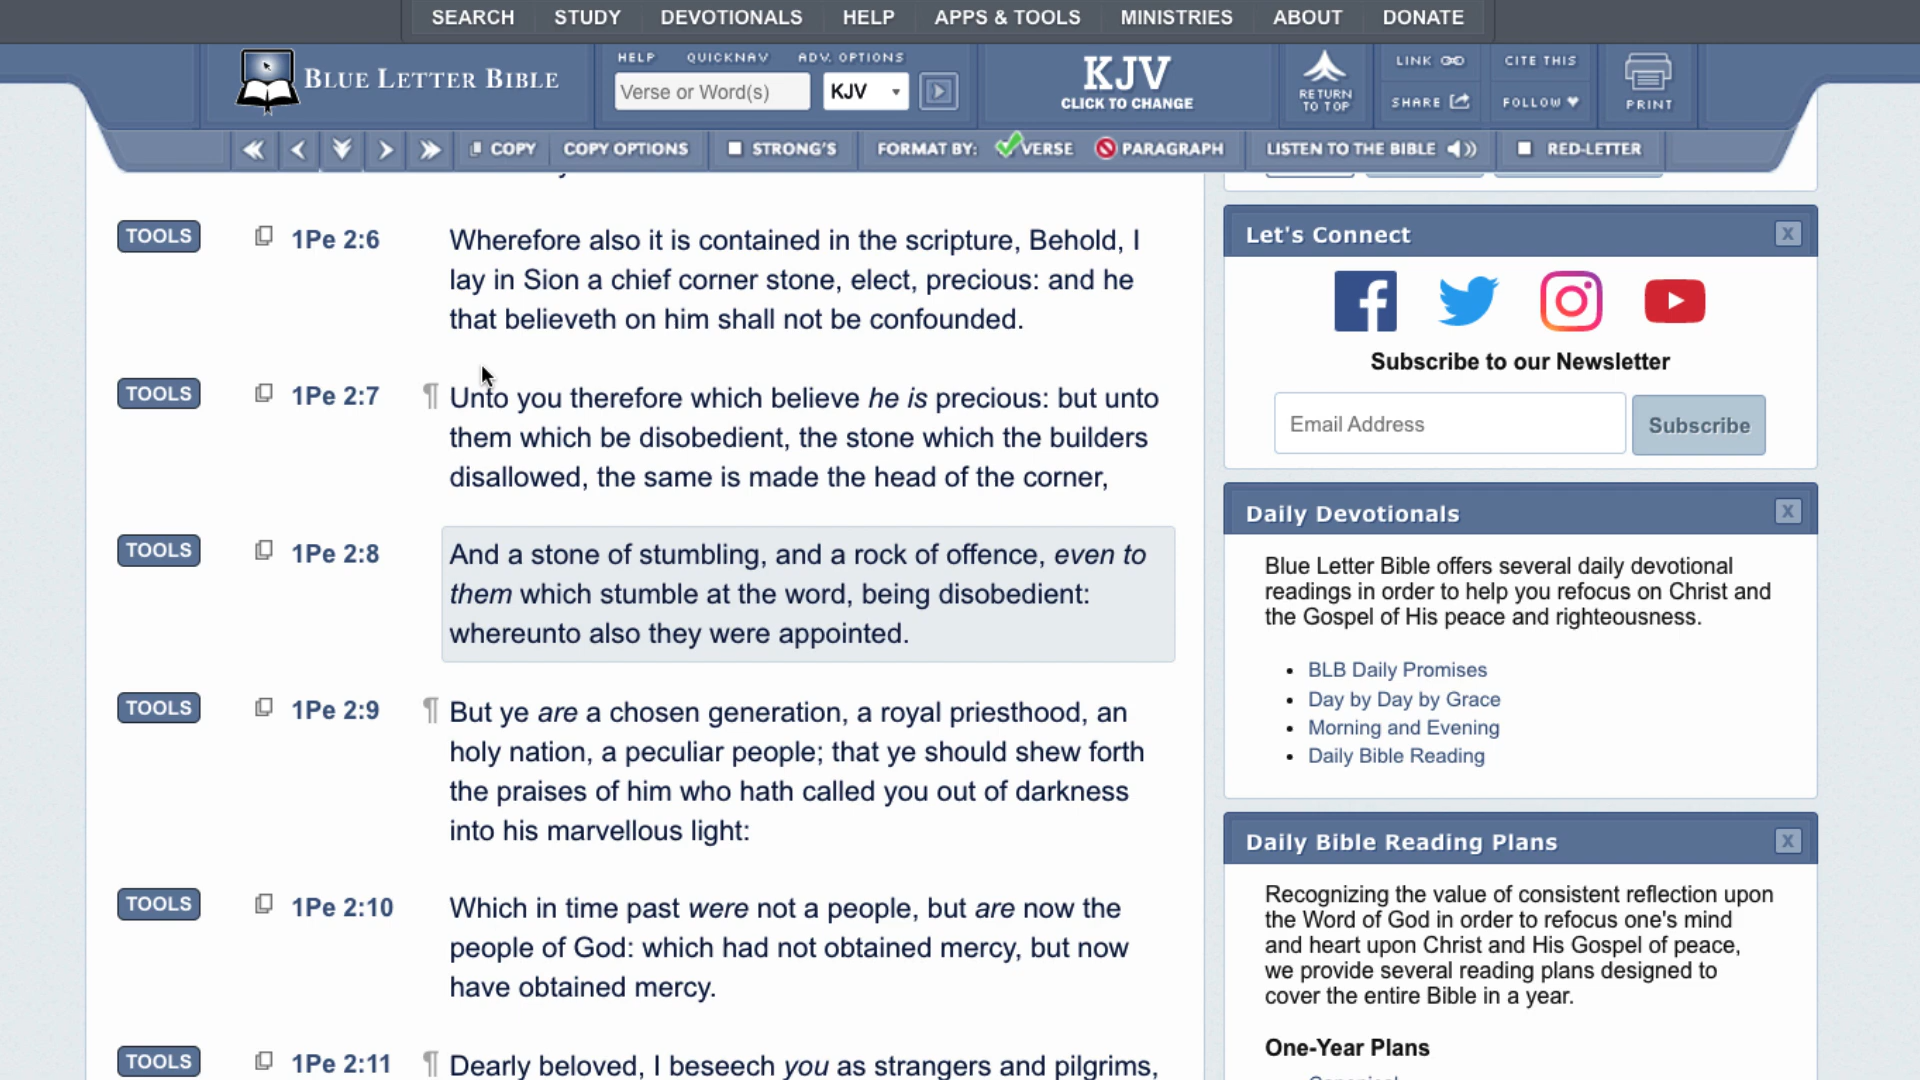 SEARCH STUDY DEVOTIONALS HELP APPS & TOOLS MINISTRIES ABOUT DONATE
BLUE LETTER BIBLE
HELP QUICKNAV ADV. OPTIONS
Verse or Word(s) KJV
KJV
CLICK TO CHANGE
RETURN
TO TOP
LINK
SHARE
CITE THIS
FOLLOW
PRINT
COPY COPY OPTIONS STRONG'S FORMAT BY: VERSE PARAGRAPH LISTEN TO THE BIBLE RED-LETTER
TOOLS 1Pe 2:6 Wherefore also it is contained in the scripture, Behold, I
lay in Sion a chief corner stone, elect, precious: and he
that believeth on him shall not be confounded.
TOOLS 1Pe 2:7 ¶ Unto you therefore which believe he is precious: but unto
them which be disobedient, the stone which the builders
disallowed, the same is made the head of the corner,
TOOLS 1Pe 2:8 And a stone of stumbling, and a rock of offence, even to
them which stumble at the word, being disobedient:
whereunto also they were appointed.
TOOLS 1Pe 2:9 ¶ But ye are a chosen generation, a royal priesthood, an
holy nation, a peculiar people; that ye should shew forth
the praises of him who hath called you out of darkness
into his marvellous light:
TOOLS 1Pe 2:10 Which in time past were not a people, but are now the
people of God: which had not obtained mercy, but now
have obtained mercy.
TOOLS 1Pe 2:11 ¶ Dearly beloved, I beseech you as strangers and pilgrims,
Let's Connect X
Subscribe to our Newsletter
Email Address Subscribe
Daily Devotionals X
Blue Letter Bible offers several daily devotional
readings in order to help you refocus on Christ and
the Gospel of His peace and righteousness.
• BLB Daily Promises
• Day by Day by Grace
• Morning and Evening
• Daily Bible Reading
Daily Bible Reading Plans X
Recognizing the value of consistent reflection upon
the Word of God in order to refocus one's mind
and heart upon Christ and His Gospel of peace,
we provide several reading plans designed to
cover the entire Bible in a year.
One-Year Plans